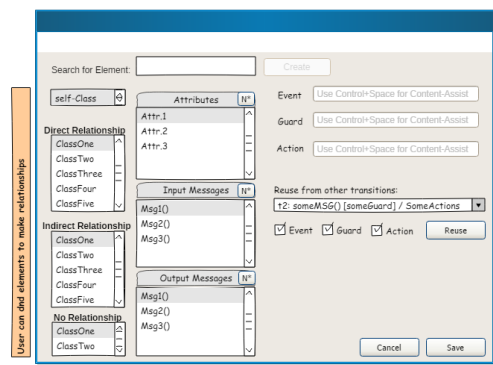 Search for Element:
Create
self-Class
Direct Relationship
ClassOne
ClassTwo
ClassThree
ClassFour
ClassFive
Indirect Relationship
ClassOne
ClassTwo
ClassThree
ClassFour
ClassFive
No Relationship
ClassOne
ClassTwo
Attributes N°
Attr.1
Attr.2
Attr.3
Input Messages N°
Msg1()
Msg2()
Msg3()
Output Messages N°
Msg1()
Msg2()
Msg3()
Event Use Control+Space for Content-Assist
Guard Use Control+Space for Content-Assist
Action Use Control+Space for Content-Assist
Reuse from other transitions:
t2: someMSG() [someGuard] / SomeActions
Event Guard Action Reuse
Cancel Save
User can dnd elements to make relationships